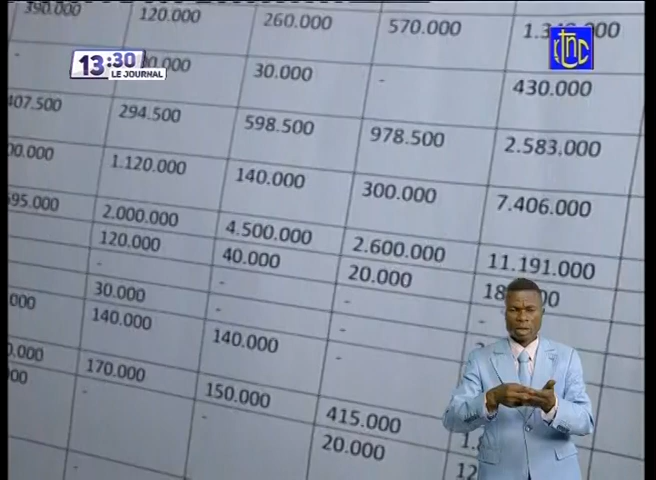 390.000 120.000 260.000 570.000
rtnc
13:30
LE JOURNAL
30.000 - 430.000
407.500 294.500 598.500 978.500 2.583.000
1.120.000 140.000 300.000 7.406.000
2.000.000 4.500.000 2.600.000 11.191.000
120.000 40.000 20.000
- - - -
30.000 - -
140.000 140.000 -
170.000 150.000 415.000
- - 20.000